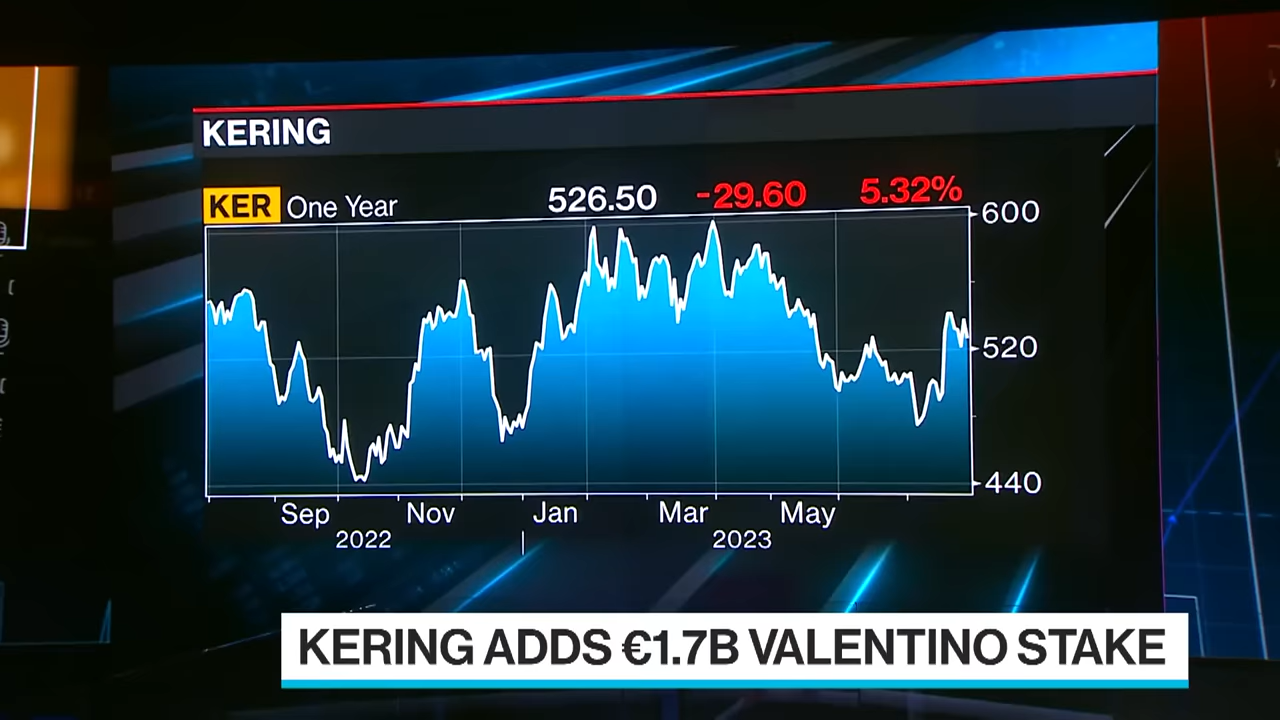 KERING
KER One Year 526.50 -29.60 5.32%
600
520
440
Sep Nov Jan Mar May
2022 2023
KERING ADDS €1.7B VALENTINO STAKE